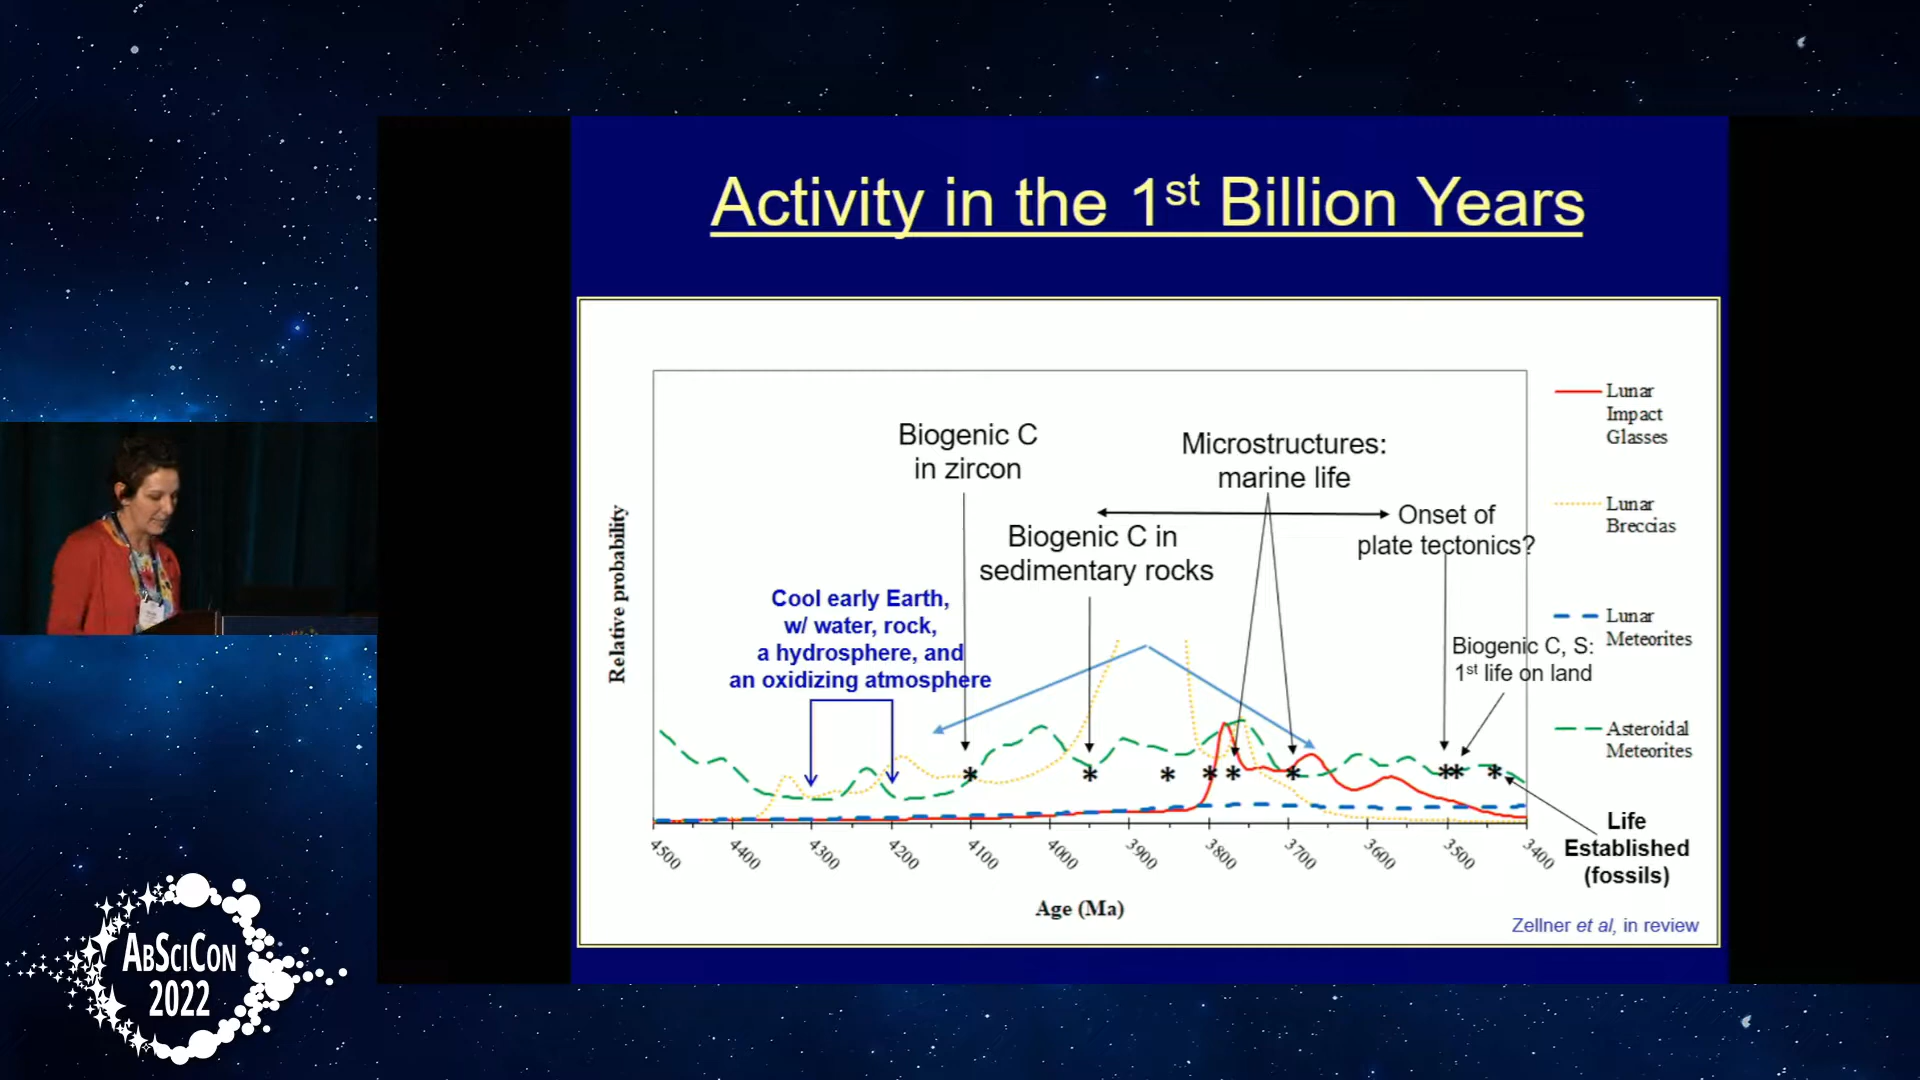 Activity in the 1st Billion Years
Lunar
Impact
Glasses
Lunar
Breccias
Lunar
Meteorites
Asteroidal
Meteorites
Biogenic C
in zircon
Microstructures:
marine life
Onset of
plate tectonics?
Biogenic C in
sedimentary rocks
Cool early Earth,
w/ water, rock,
a hydrosphere, and
an oxidizing atmosphere
Biogenic C, S:
1st life on land
Relative probability
* * * * * * ** *
4500 4400 4300 4200 4100 4000 3900 3800 3700 3600 3500 3400
Life
Established
(fossils)
Age (Ma)
Zellner et al, in review
ABSCICON
2022